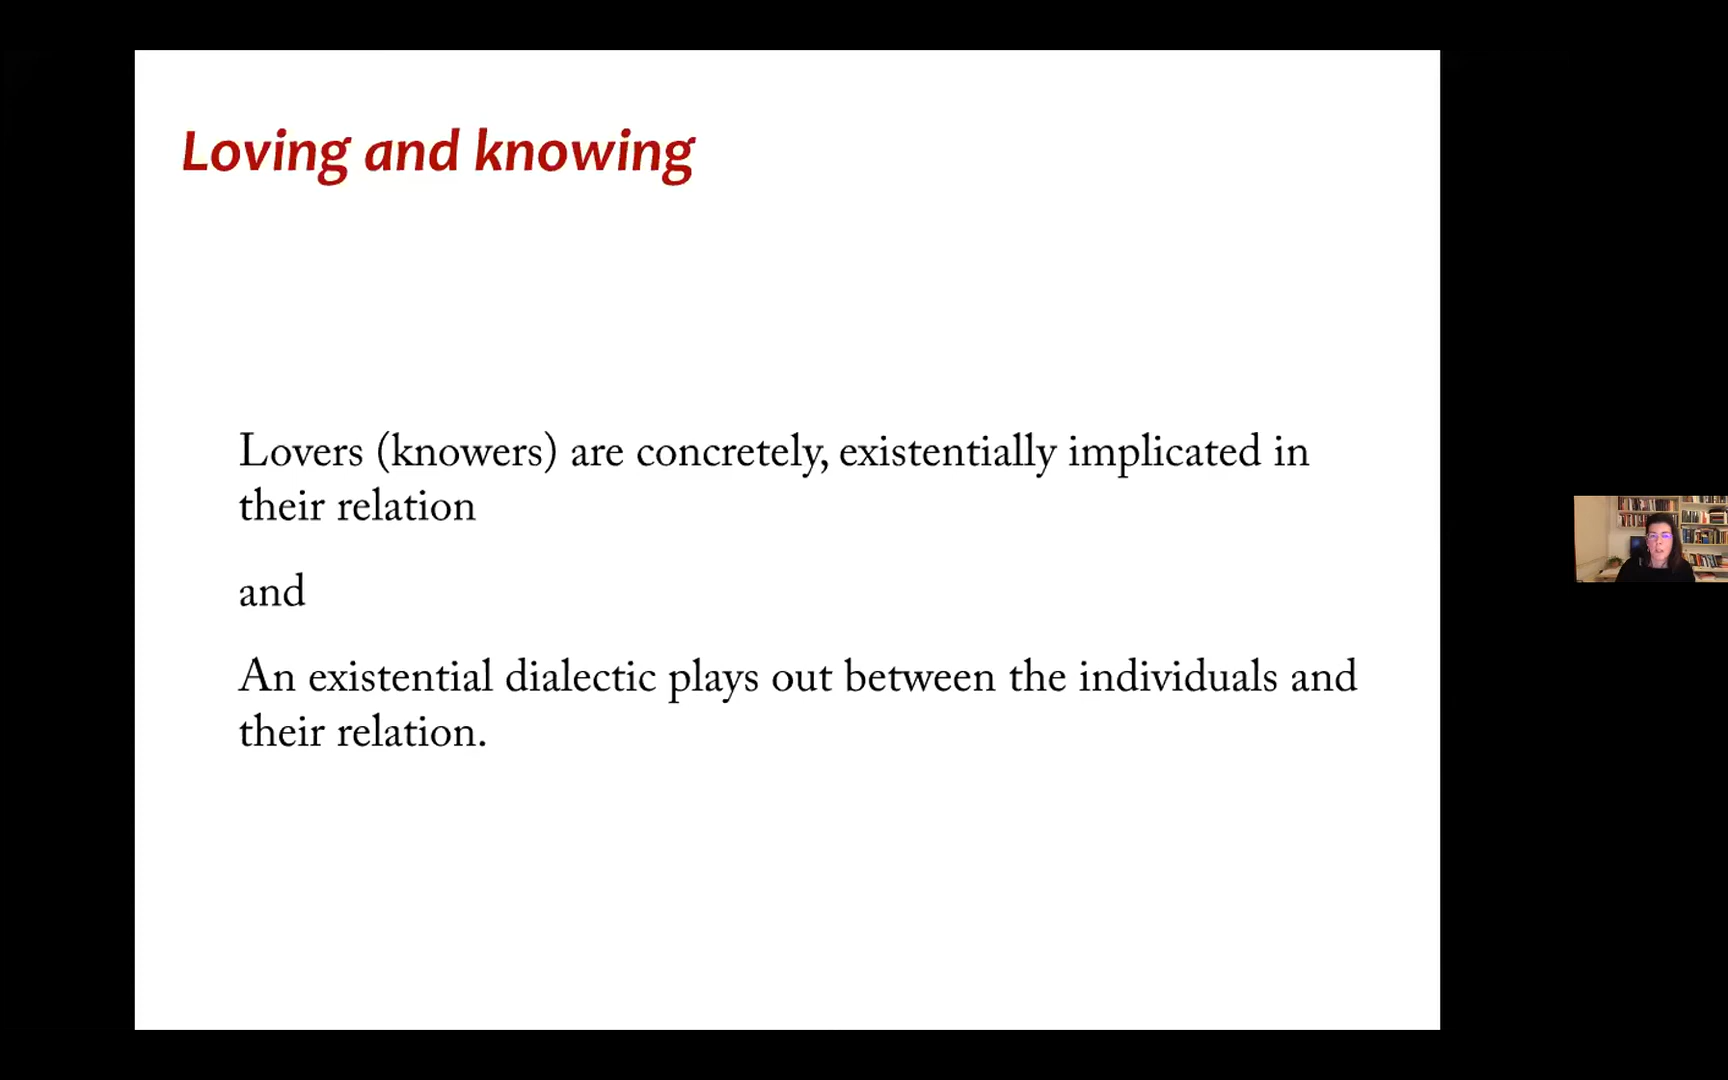 Loving and knowing
Lovers (knowers) are concretely, existentially implicated in
their relation
and
An existential dialectic plays out between the individuals and
their relation.